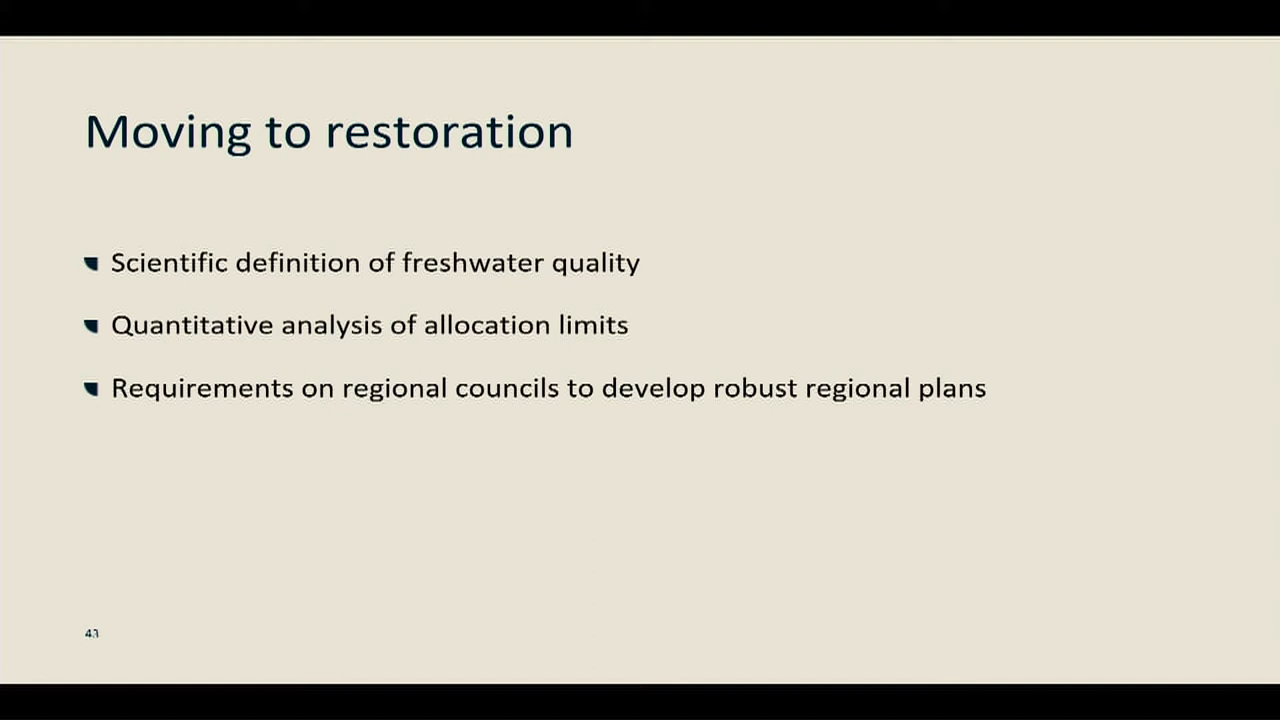 Moving to restoration
Scientific definition of freshwater quality
Quantitative analysis of allocation limits
Requirements on regional councils to develop robust regional plans